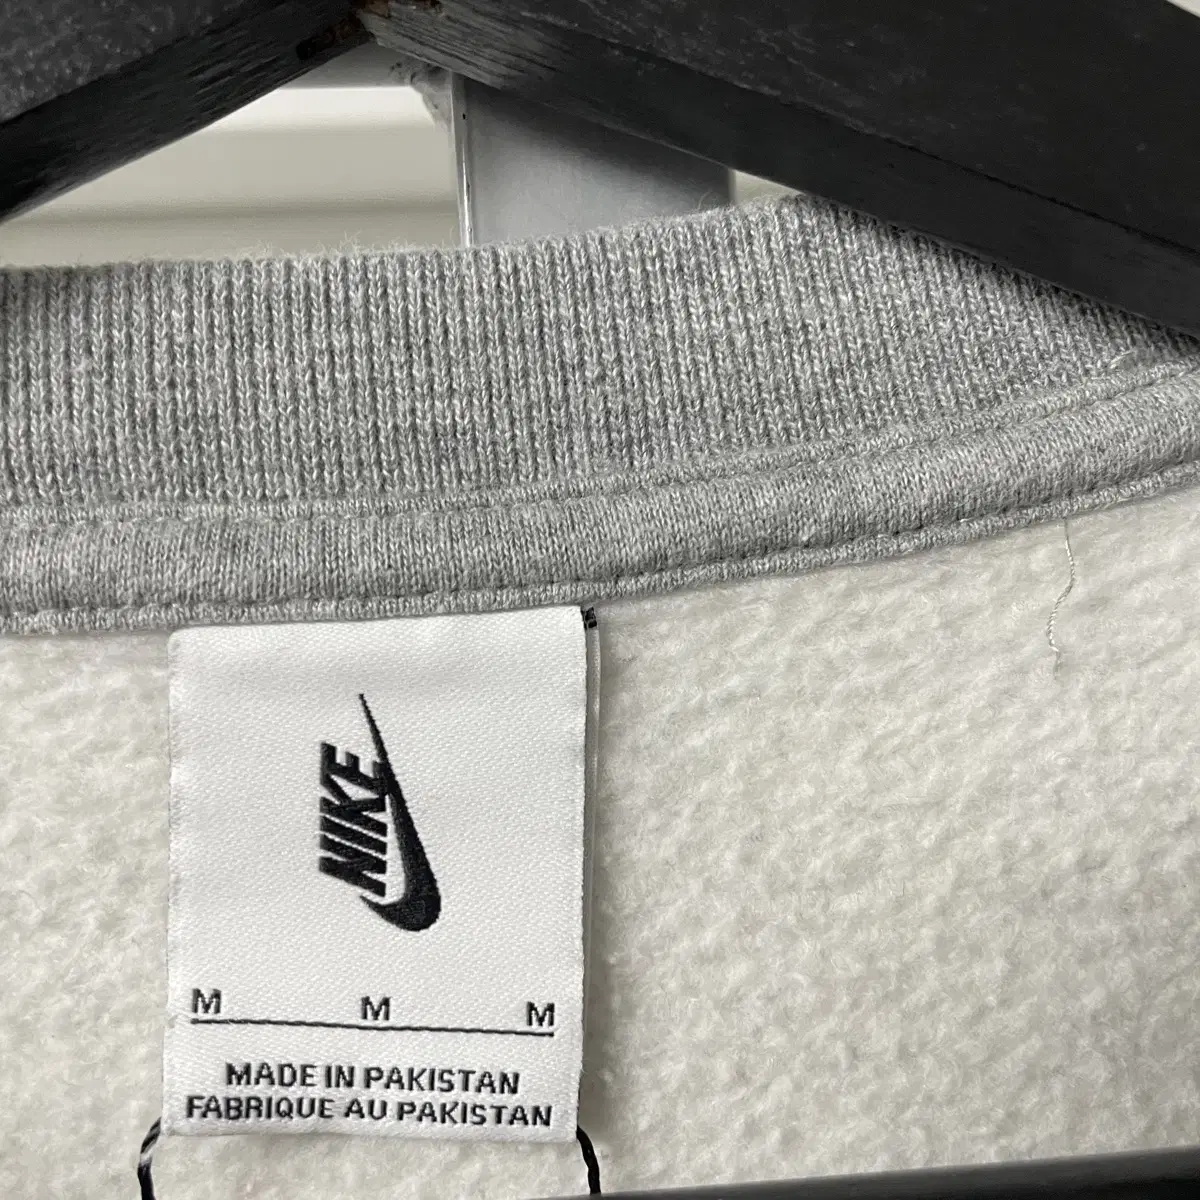 NIKE
M M M
MADE IN PAKISTAN
FABRIQUE AU PAKISTAN